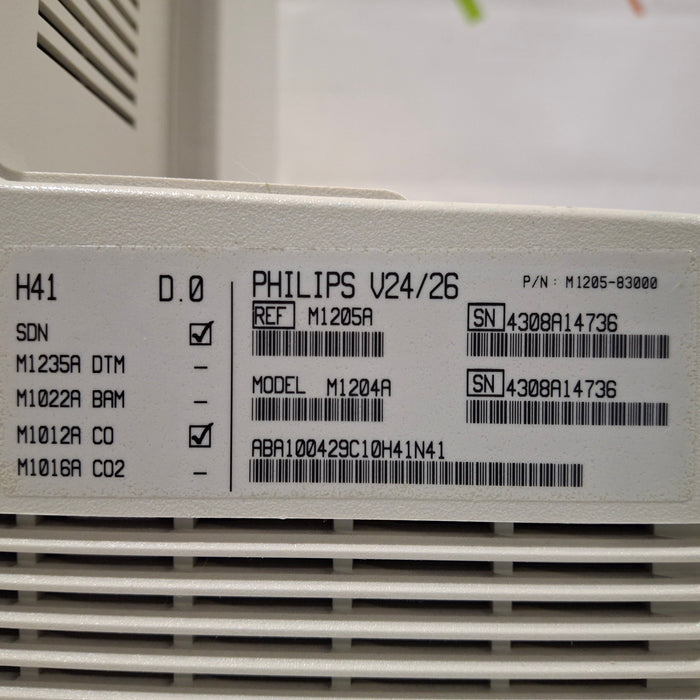 H41 D.0
SDN ☑
M1235A DTM –
M1022A BAM –
M1012A CO ☑
M1016A CO2 –
PHILIPS V24/26 P/N: M1205-83000
REF M1205A SN 4308A14736
MODEL M1204A SN 4308A14736
ABA100429C10H41N41